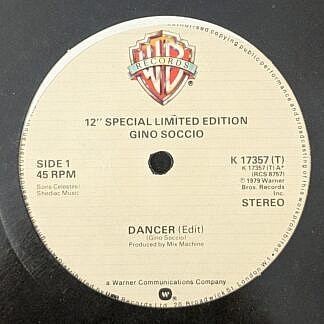 WB
RECORDS
12" SPECIAL LIMITED EDITION
GINO SOCCIO
SIDE 1
45 RPM
Sons Celestes/
Shediac Music
K 17357 (T)
K 17357 (T) A*
(RCS 8757)
℗ 1979 Warner
Bros. Records
Inc.
STEREO
DANCER (Edit)
(Gino Soccio)
Produced by Mix Machine
a Warner Communications Company